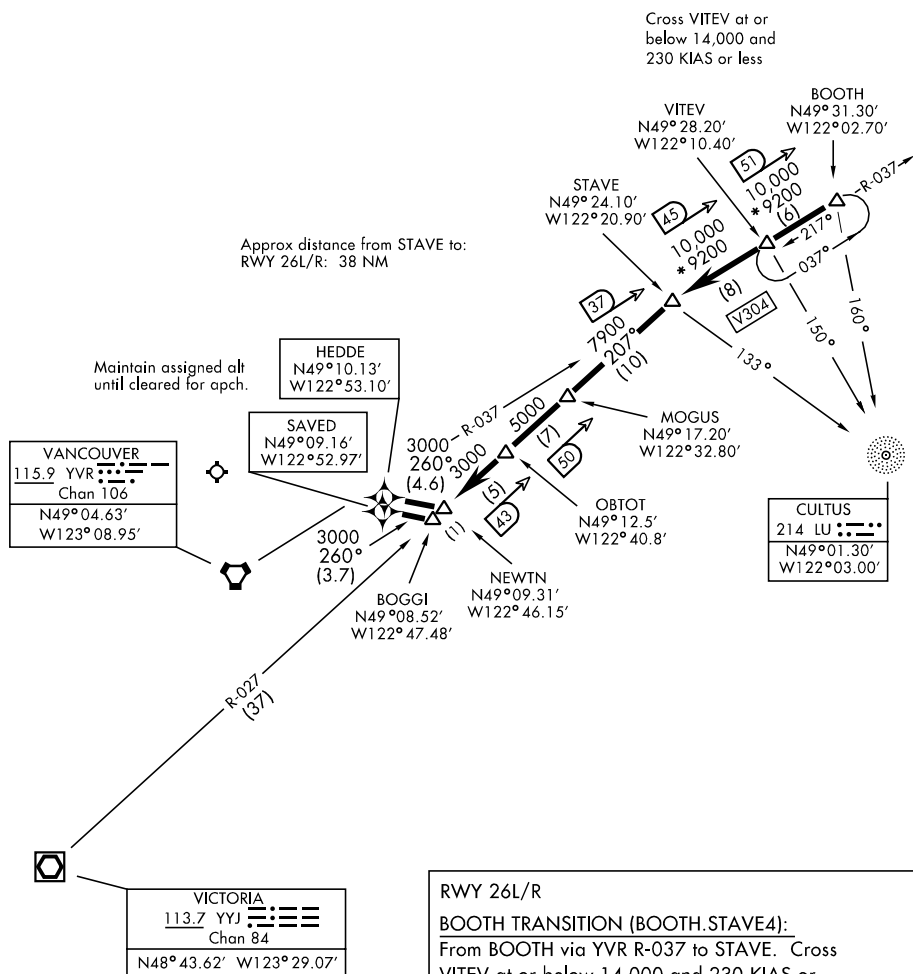 Cross VITEV at or
below 14,000 and
230 KIAS or less
BOOTH
N49°31.30'
W122°02.70'
VITEV
N49°28.20'
W122°10.40'
51
10,000
*9200
(6)
R-037
217°
037°
STAVE
N49°24.10'
W122°20.90'
45
10,000
*9200
(8)
V304
150°
160°
133°
Approx distance from STAVE to:
RWY 26L/R: 38 NM
37
7900
207°
(10)
Maintain assigned alt
until cleared for apch.
HEDDE
N49°10.13'
W122°53.10'
SAVED
N49°09.16'
W122°52.97'
R-037
3000
260°
(4.6)
3000
5000
(7)
50
(5)
43
(1)
MOGUS
N49°17.20'
W122°32.80'
OBTOT
N49°12.5'
W122°40.8'
VANCOUVER
115.9 YVR
Chan 106
N49°04.63'
W123°08.95'
CULTUS
214 LU
N49°01.30'
W122°03.00'
3000
260°
(3.7)
BOGGI
N49°08.52'
W122°47.48'
NEWTN
N49°09.31'
W122°46.15'
R-027
(37)
VICTORIA
113.7 YYJ
Chan 84
N48°43.62' W123°29.07'
RWY 26L/R
BOOTH TRANSITION (BOOTH.STAVE4):
From BOOTH via YVR R-037 to STAVE. Cross
VITEV at or below 14,000 and 230 KIAS or